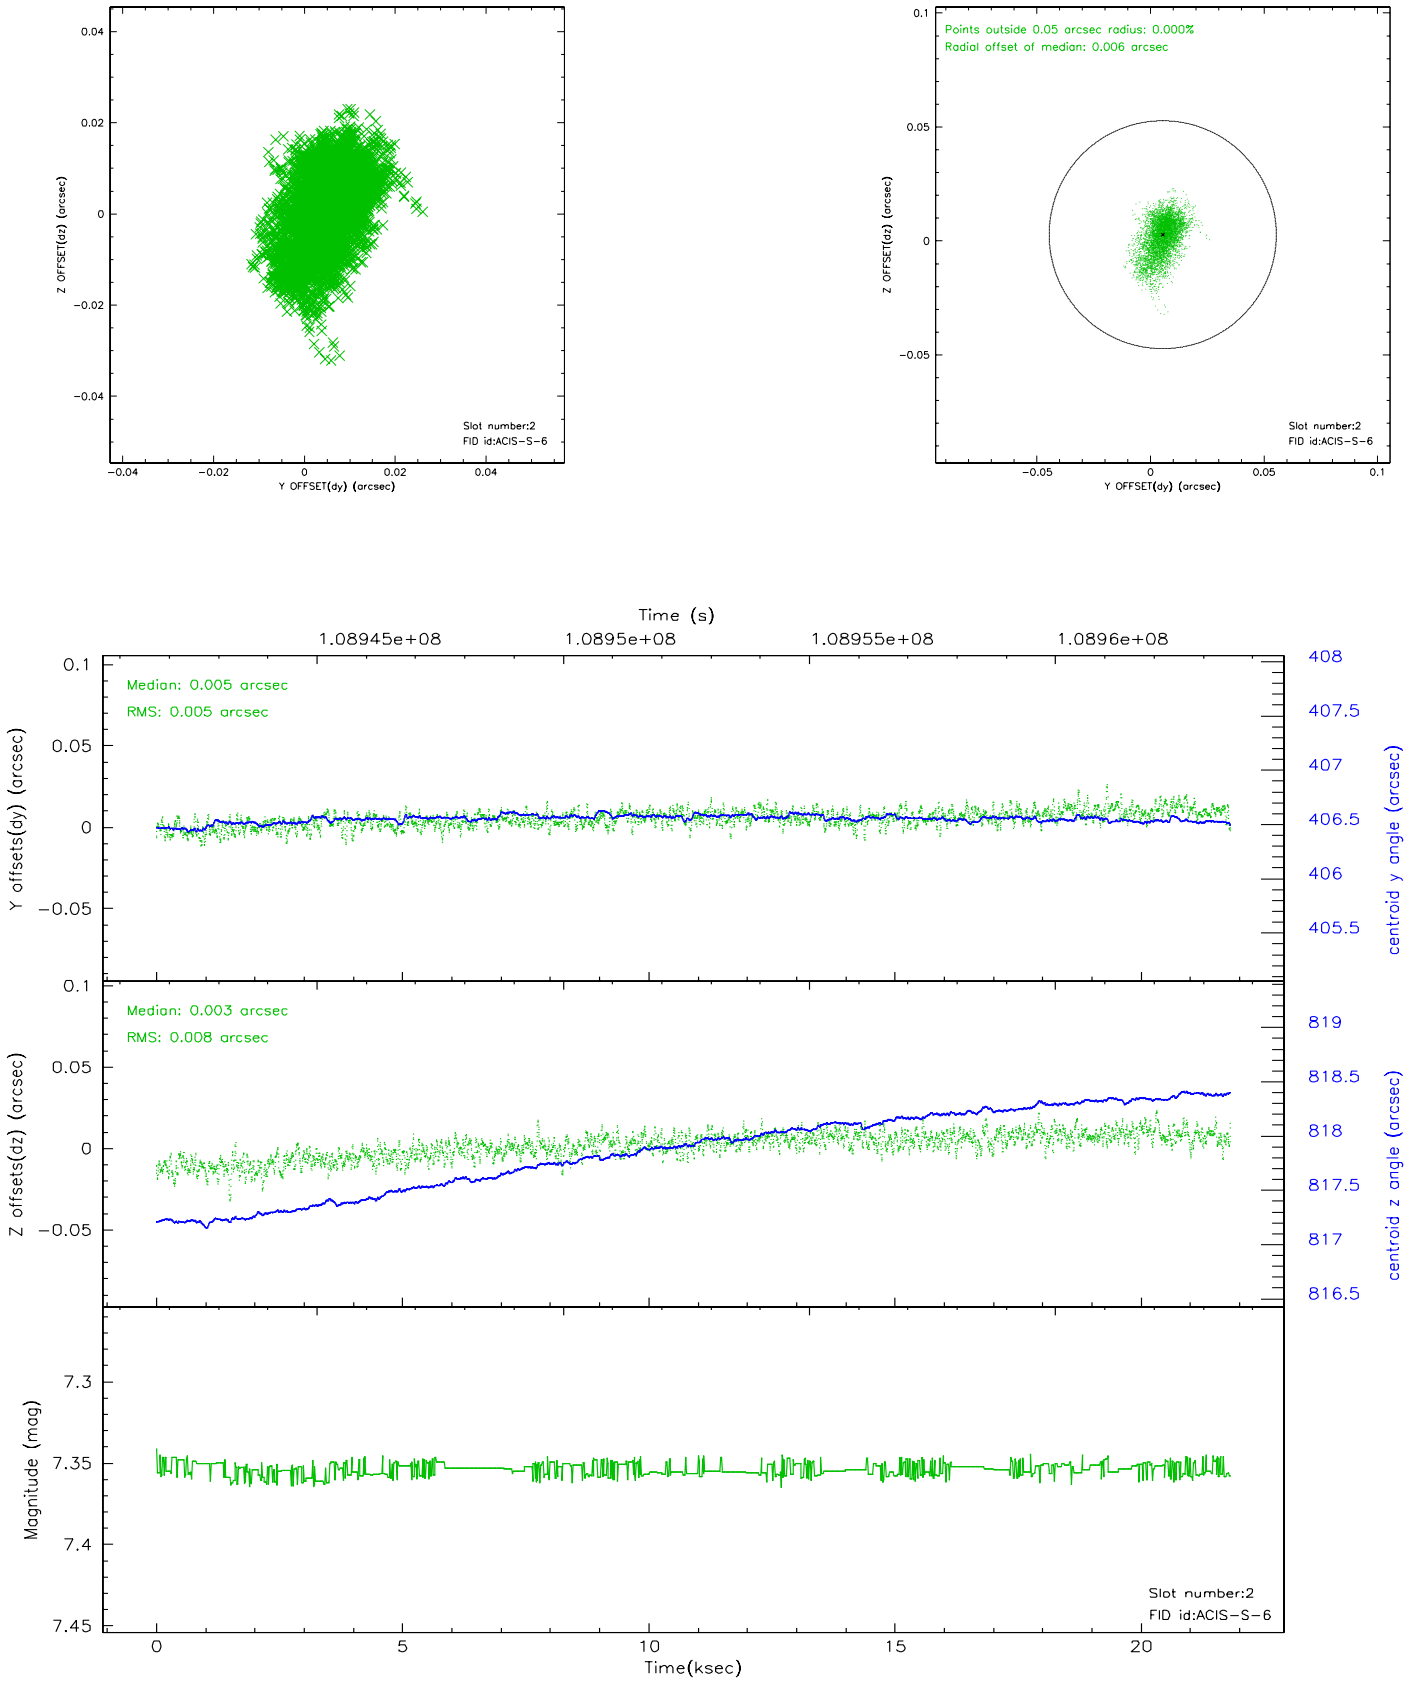 0.04
0.02
0
−0.02
−0.04
Z OFFSET(dz) (arcsec)
Slot number:2
FID id:ACIS−S−6
−0.04 −0.02 0 0.02 0.04
Y OFFSET(dy) (arcsec)
Points outside 0.05 arcsec radius: 0.000%
Radial offset of median: 0.006 arcsec
0.1
0.05
0
−0.05
Z OFFSET(dz) (arcsec)
Slot number:2
FID id:ACIS−S−6
−0.05 0 0.05 0.1
Y OFFSET(dy) (arcsec)
Time (s)
1.08945e+08 1.0895e+08 1.08955e+08 1.0896e+08
Median: 0.005 arcsec
RMS: 0.005 arcsec
0.1
0.05
0
−0.05
Y offsets(dy) (arcsec)
408
407.5
407
406.5
406
405.5
centroid y angle (arcsec)
Median: 0.003 arcsec
RMS: 0.008 arcsec
0.1
0.05
0
−0.05
Z offsets(dz) (arcsec)
819
818.5
818
817.5
817
816.5
centroid z angle (arcsec)
7.3
7.35
7.4
7.45
Magnitude (mag)
Slot number:2
FID id:ACIS−S−6
0 5 10 15 20
Time(ksec)